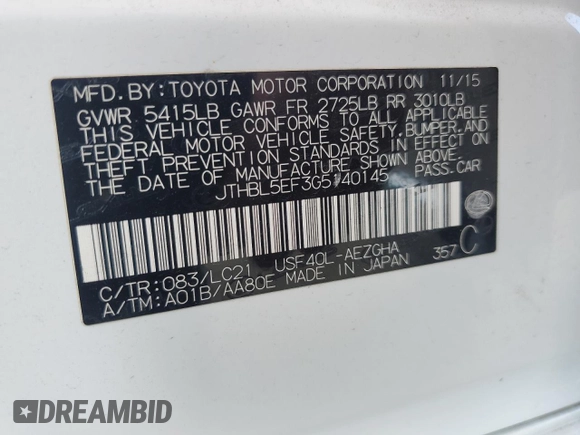 MFD.BY:TOYOTA MOTOR CORPORATION 11/15
GVWR 5415LB GAWR FR 2725LB RR 3010LB
THIS VEHICLE CONFORMS TO ALL APPLICABLE
FEDERAL MOTOR VEHICLE SAFETY,BUMPER,AND
THEFT PREVENTION STANDARDS IN EFFECT ON
THE DATE OF MANUFACTURE SHOWN ABOVE.
JTHBL5EF3G5140145 PASS.CAR
C/TR:083/LC21 USF40L-AEZGHA 357 C
A/TM:A01B/AA80E MADE IN JAPAN
DREAMBID